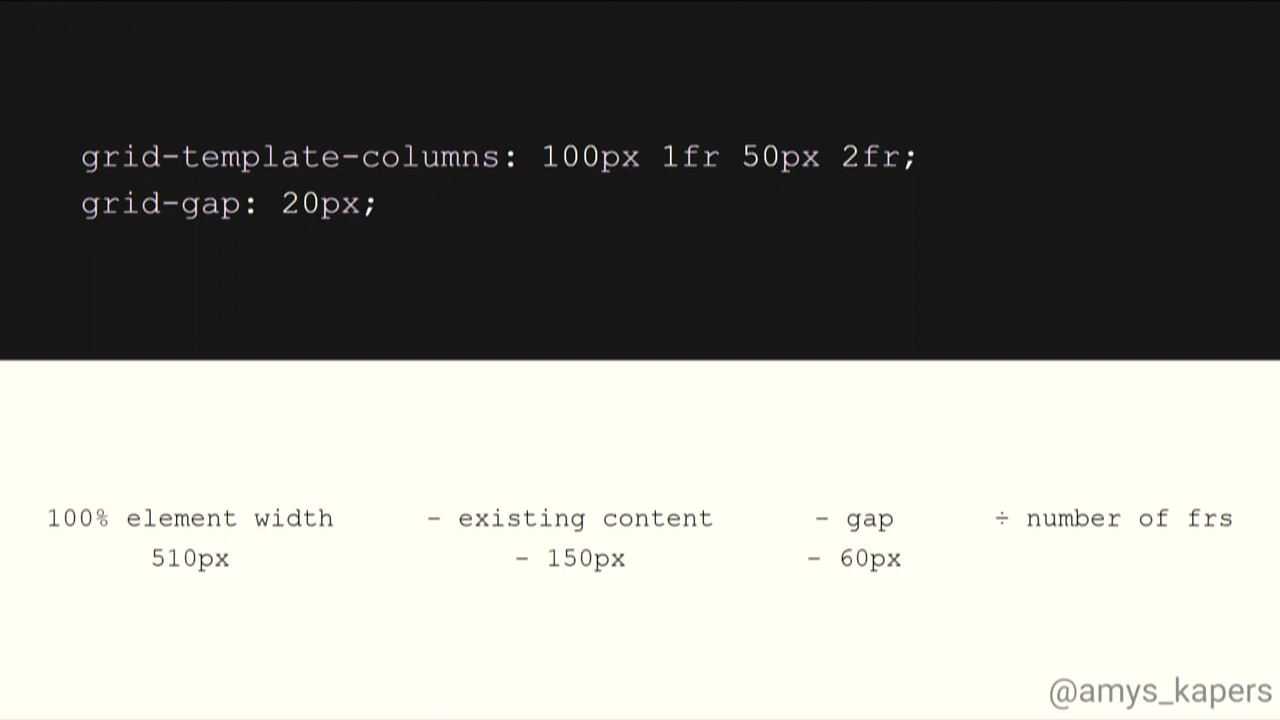 grid-template-columns: 100px 1fr 50px 2fr;
grid-gap: 20px;
100% element width - existing content - gap ÷ number of frs
510px - 150px - 60px
@amys_kapers